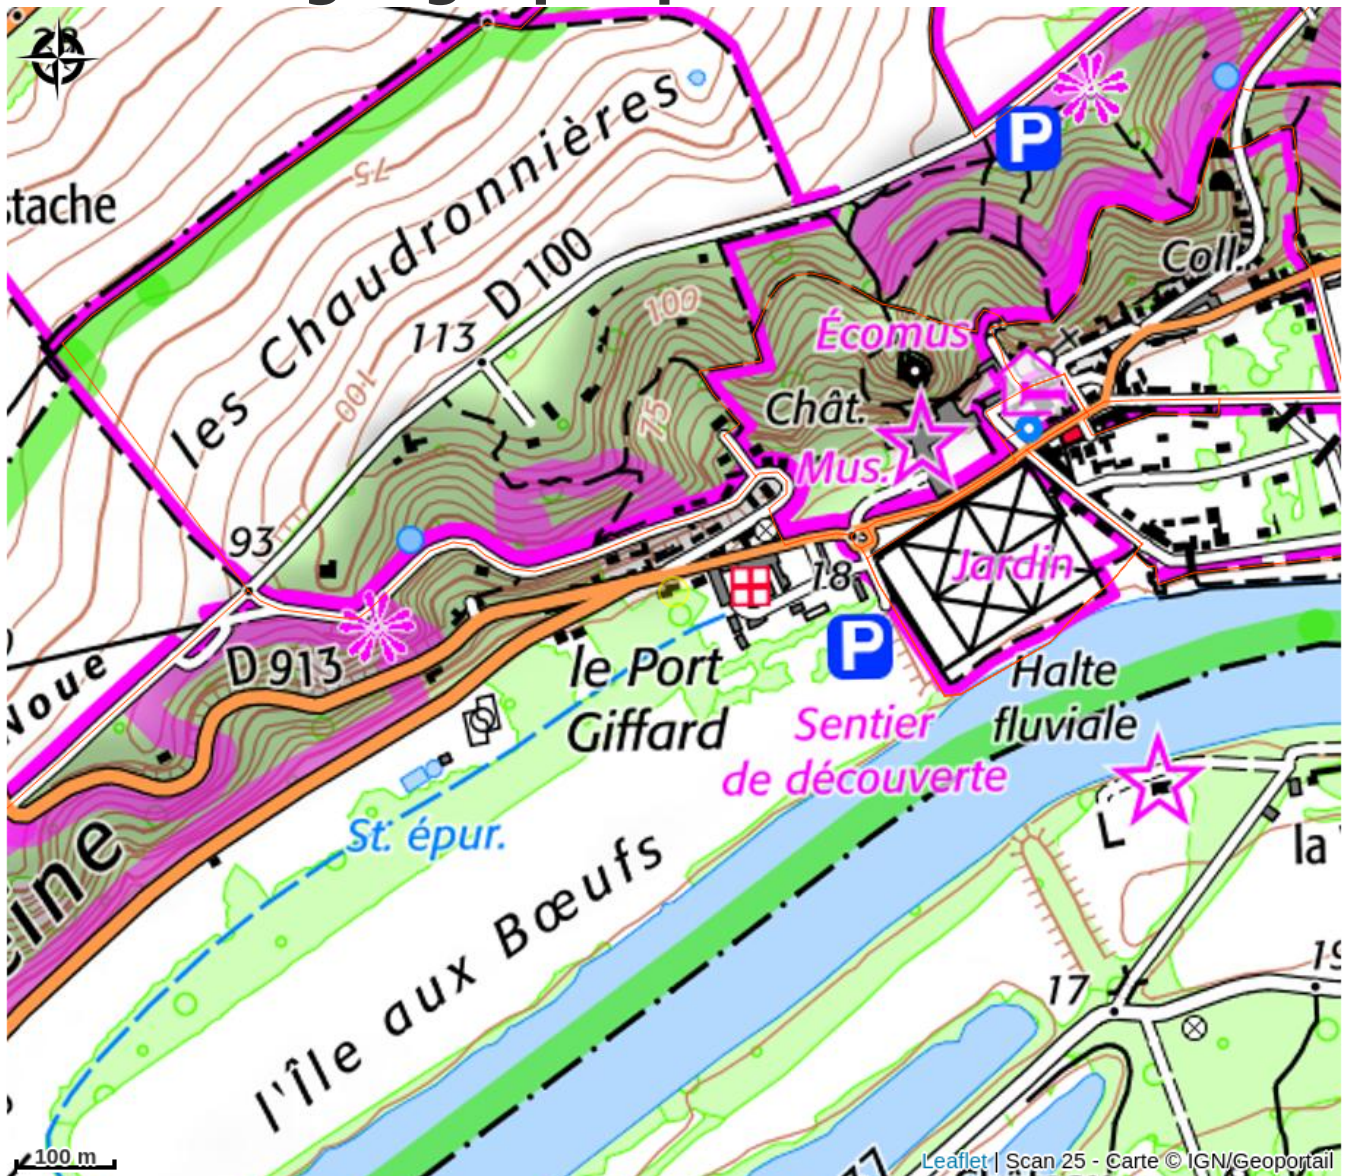 P
stache
75
les Chaudronnières
D 100
113
100
100
75
Coll.
Écomus
Chât.
Mus.
93
Jardin
18
P
D 913
Noue
le Port
Giffard
Halte
fluviale
Sentier
de découverte
St. épur.
eine
l'Île aux Bœufs
L
la
17
19
100 m
Leaflet | Scan 25 - Carte © IGN/Geoportail